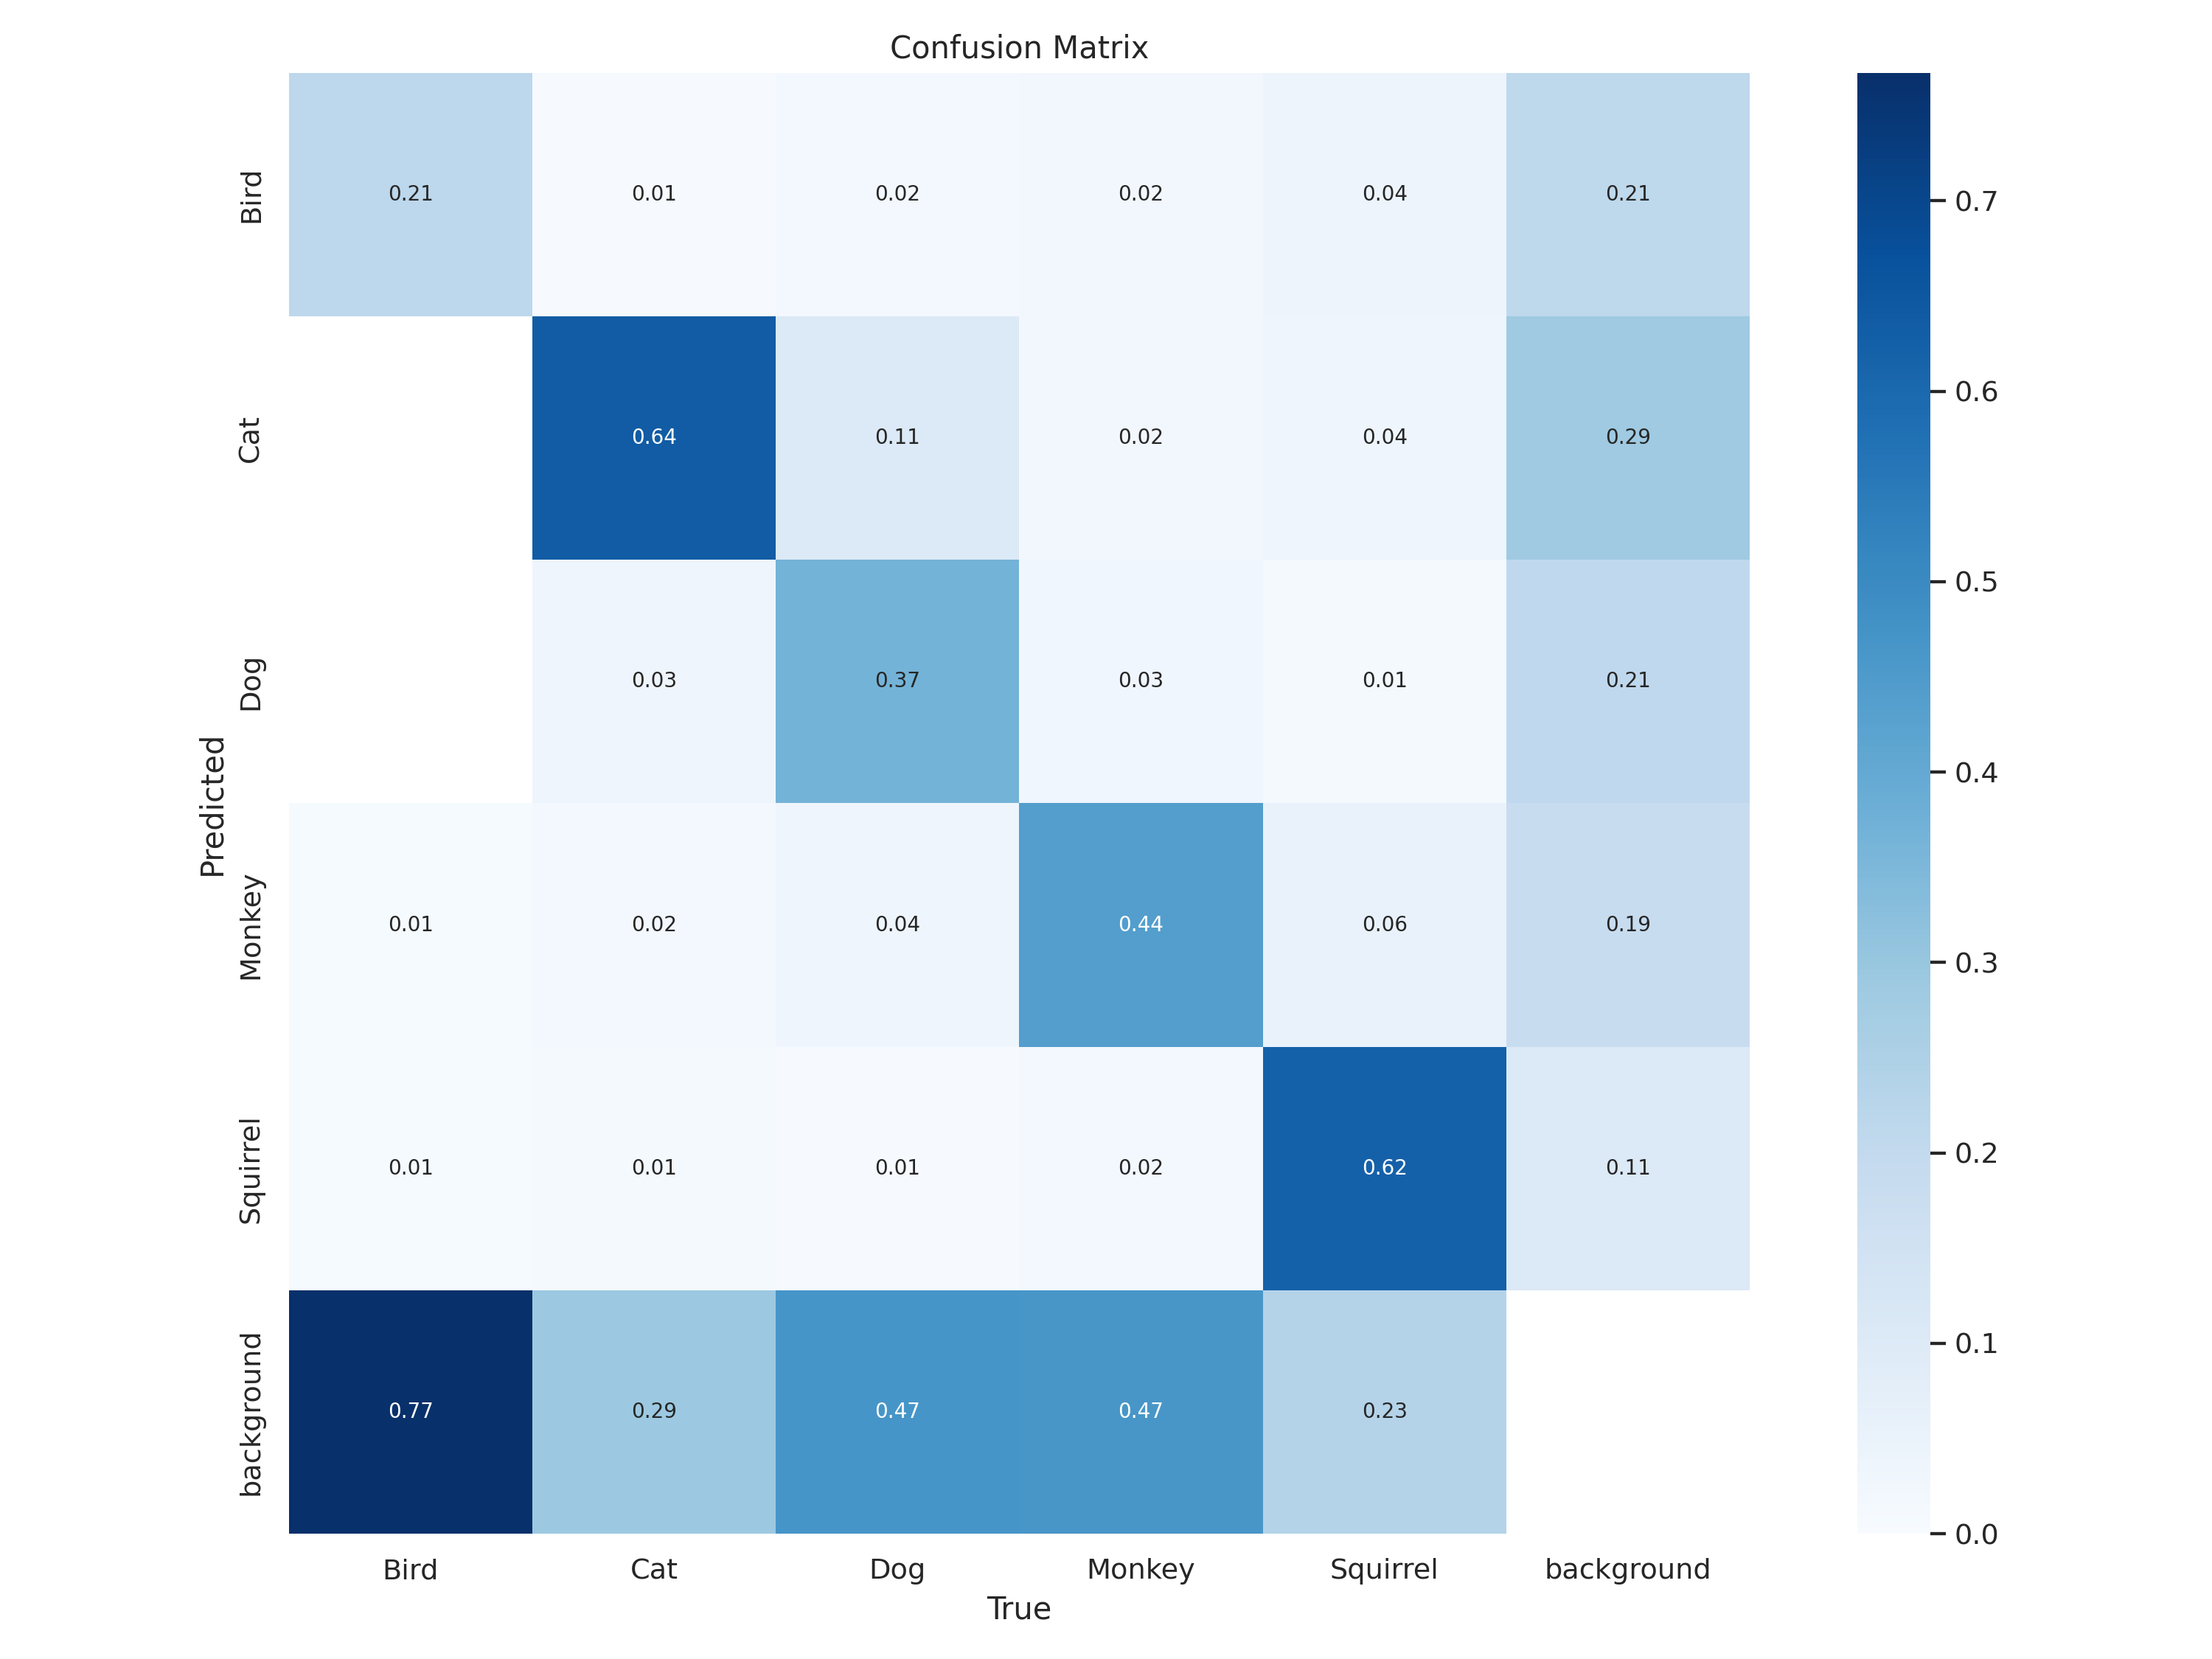 Confusion Matrix
Bird
0.21 0.01 0.02 0.02 0.04 0.21
Cat
0.64 0.11 0.02 0.04 0.29
Dog
0.03 0.37 0.03 0.01 0.21
Monkey
0.01 0.02 0.04 0.44 0.06 0.19
Squirrel
0.01 0.01 0.01 0.02 0.62 0.11
background
0.77 0.29 0.47 0.47 0.23
Predicted
Bird Cat Dog Monkey Squirrel background
True
0.7
0.6
0.5
0.4
0.3
0.2
0.1
0.0